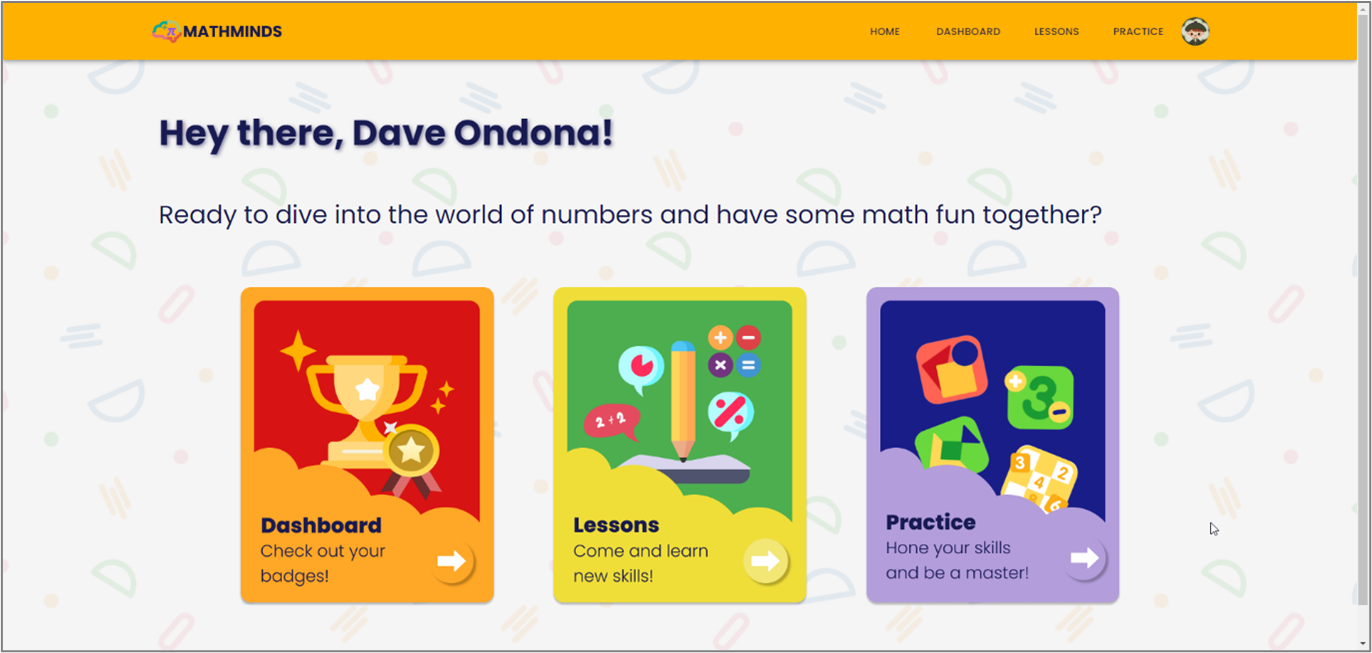 MATHMINDS
HOME DASHBOARD LESSONS PRACTICE
Hey there, Dave Ondona!
Ready to dive into the world of numbers and have some math fun together?
2 ÷ 2
3
3 2
4
8 6
Dashboard
Check out your
badges!
Lessons
Come and learn
new skills!
Practice
Hone your skills
and be a master!